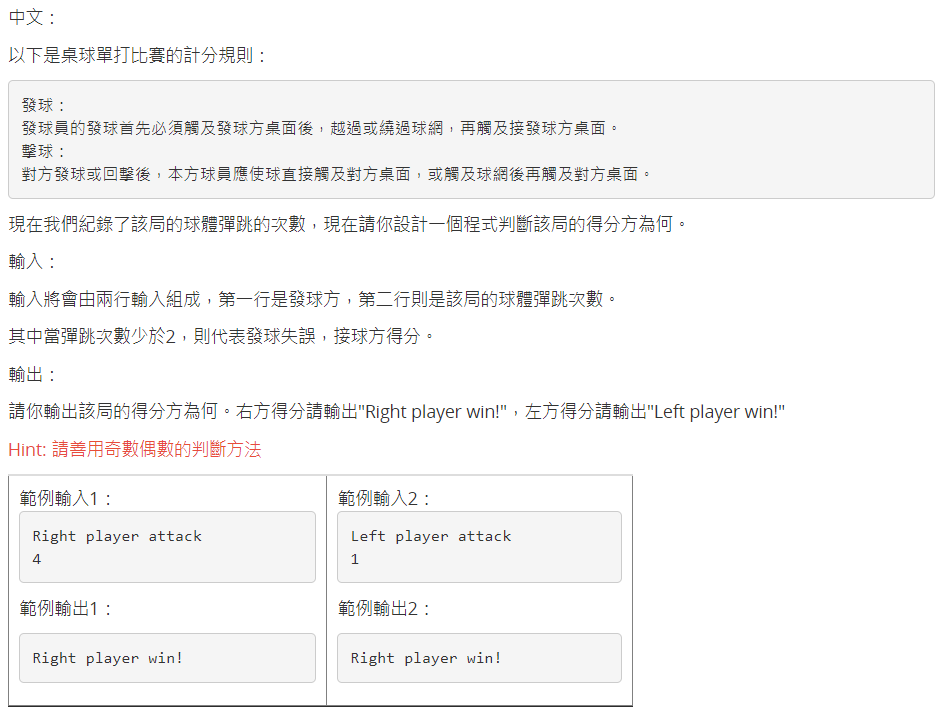 中文：
以下是桌球單打比賽的計分規則：
發球：
發球員的發球首先必須觸及發球方桌面後，越過或繞過球網，再觸及接發球方桌面。
擊球：
對方發球或回擊後，本方球員應使球直接觸及對方桌面，或觸及球網後再觸及對方桌面。
現在我們紀錄了該局的球體彈跳的次數，現在請你設計一個程式判斷該局的得分方為何。
輸入：
輸入將會由兩行輸入組成，第一行是發球方，第二行則是該局的球體彈跳次數。
其中當彈跳次數少於2，則代表發球失誤，接球方得分。
輸出：
請你輸出該局的得分方為何。右方得分請輸出"Right player win!"，左方得分請輸出"Left player win!"
Hint: 請善用奇數偶數的判斷方法
範例輸入1：
Right player attack
4
範例輸出1：
Right player win!
範例輸入2：
Left player attack
1
範例輸出2：
Right player win!